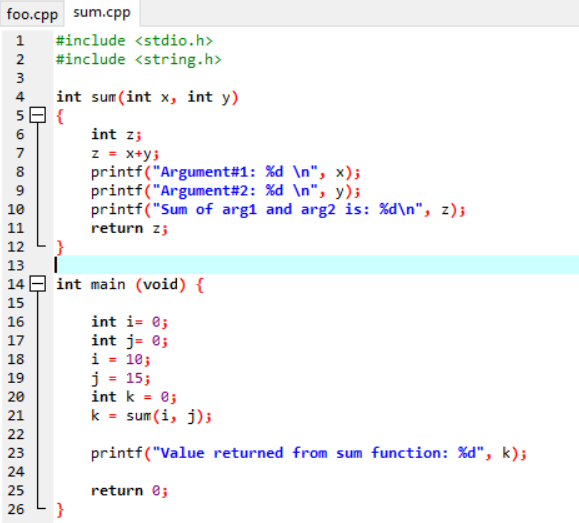 foo.cpp sum.cpp
1 #include <stdio.h>
2 #include <string.h>
3
4 int sum(int x, int y)
5 {
6 int z;
7 z = x+y;
8 printf("Argument#1: %d \n", x);
9 printf("Argument#2: %d \n", y);
10 printf("Sum of arg1 and arg2 is: %d\n", z);
11 return z;
12 }
13
14 int main (void) {
15
16 int i= 0;
17 int j= 0;
18 i = 10;
19 j = 15;
20 int k = 0;
21 k = sum(i, j);
22
23 printf("Value returned from sum function: %d", k);
24
25 return 0;
26 }